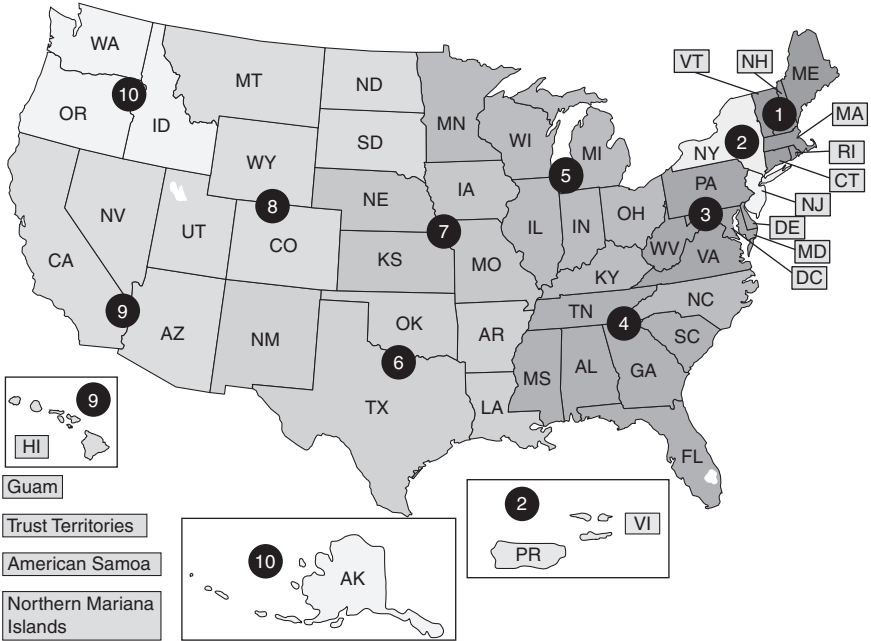 WA
MT
ND
MN
VT
NH
ME
10
OR
ID
SD
WI
MI
NY
2
1
MA
RI
CT
WY
5
PA
NJ
8
NE
IA
3
DE
NV
UT
CO
7
IL
IN
OH
WV
VA
MD
DC
CA
KS
MO
KY
9
AZ
NM
OK
AR
TN
4
NC
SC
6
MS
AL
GA
TX
LA
9
HI
FL
Guam
Trust Territories
American Samoa
Northern Mariana
Islands
10
AK
2
VI
PR